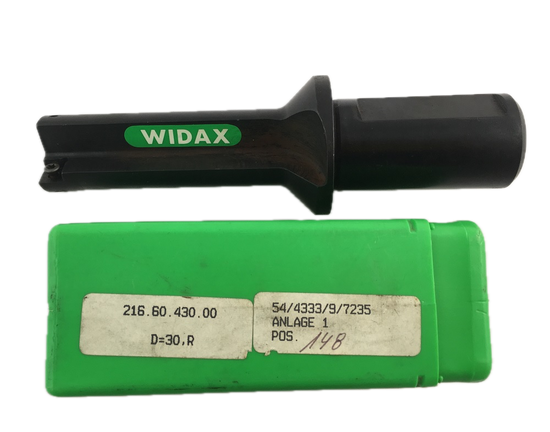 WIDAX
216.60.430.00
D=30,R
54/4333/9/7235
ANLAGE 1
POS. 148